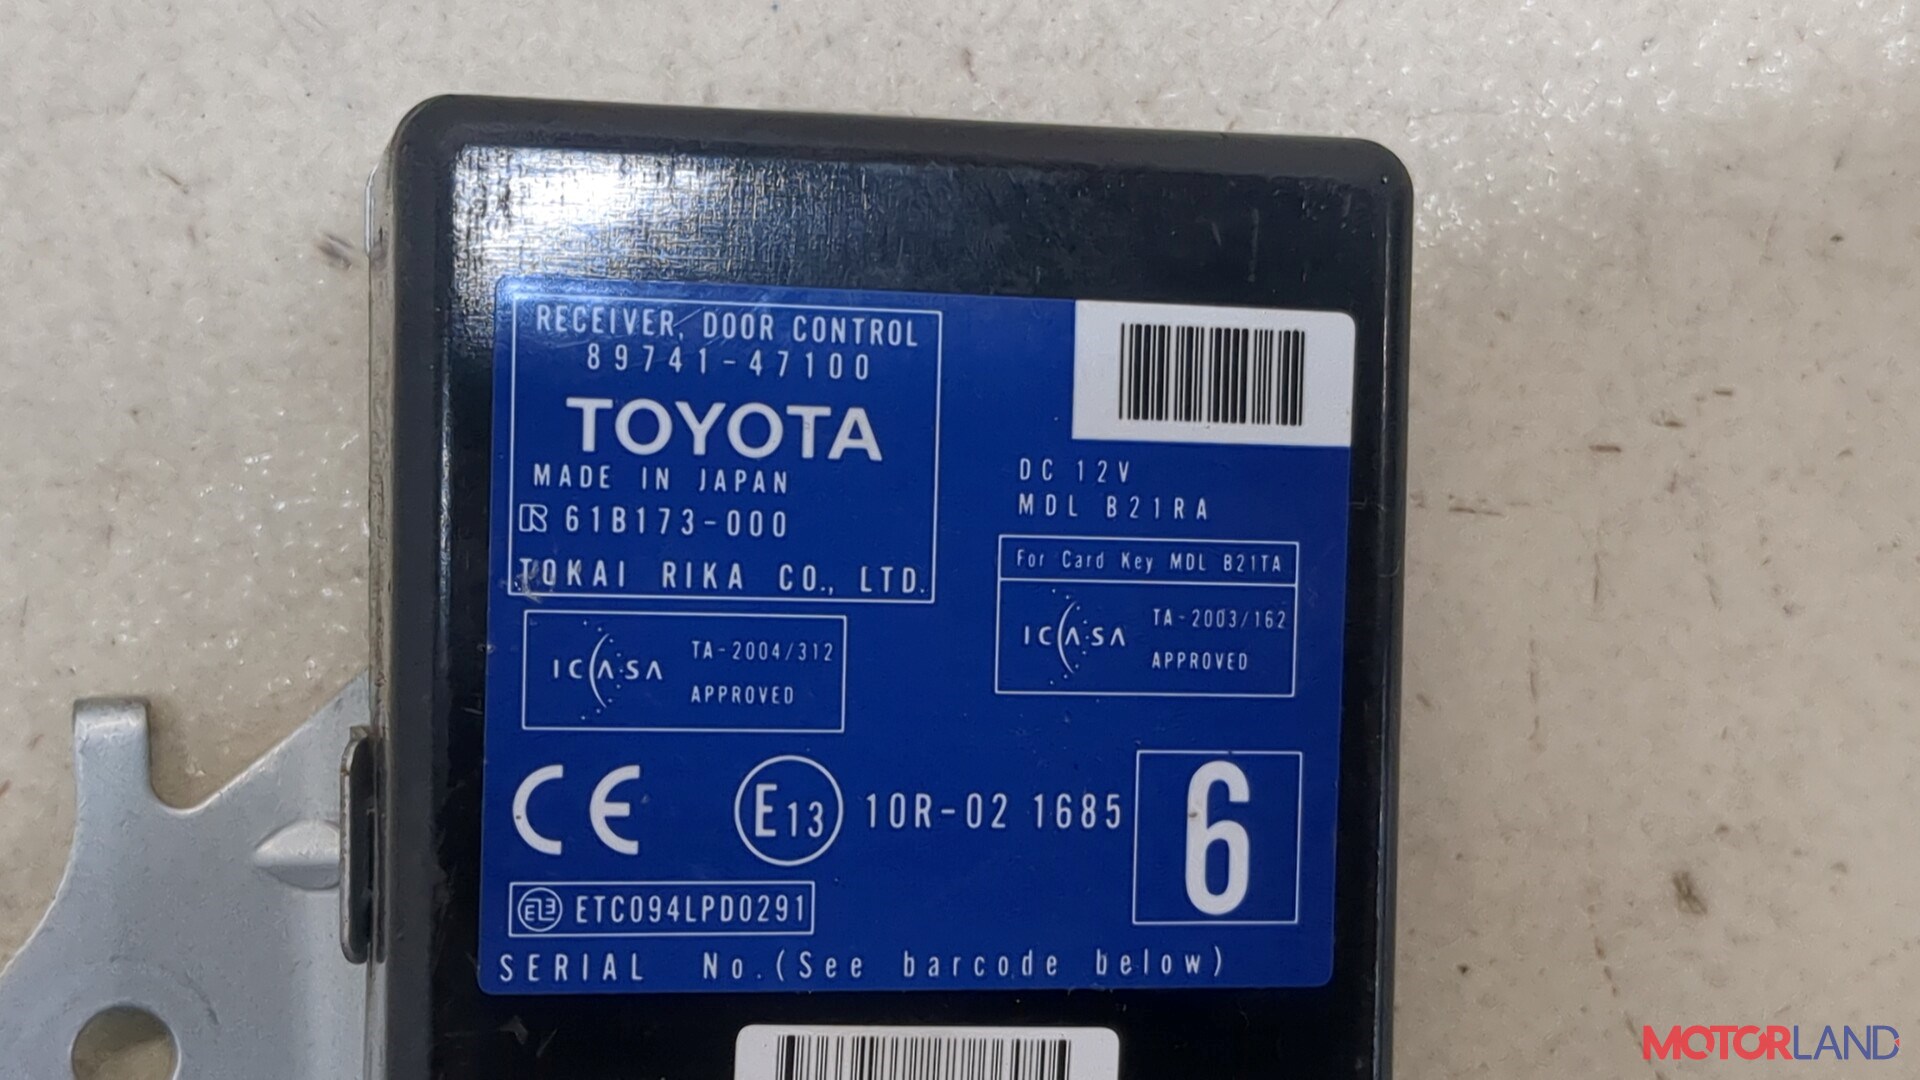 RECEIVER, DOOR CONTROL
89741-47100
TOYOTA
MADE IN JAPAN
61B173-000
TOKAI RIKA CO., LTD.
DC 12V
MDL B21RA
For Card Key MDL B21TA
ICASA
TA-2003/162
APPROVED
ICASA
TA-2004/312
APPROVED
CE
E13
10R-02 1685
6
ETC094LPD0291
SERIAL No.(See barcode below)
MOTORLAND